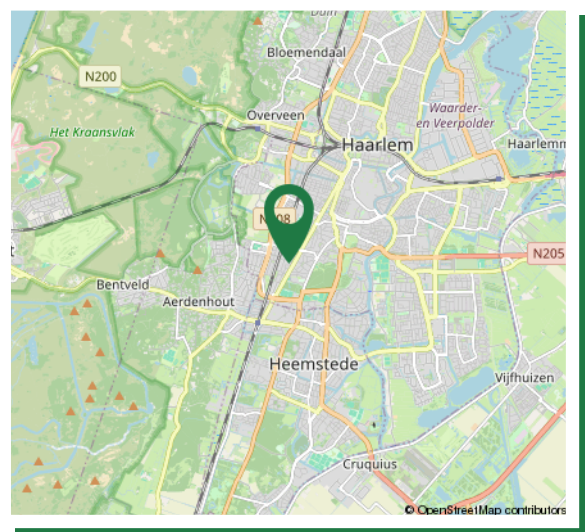 Duin
Bloemendaal
N200
Overveen
Waarder-
en Veerpolder
Het Kraansvlak
Haarlem
Haarlemm
t
N205
Bentveld
Aerdenhout
Heemstede
Vijfhuizen
Cruquius
© OpenStreetMap contributors